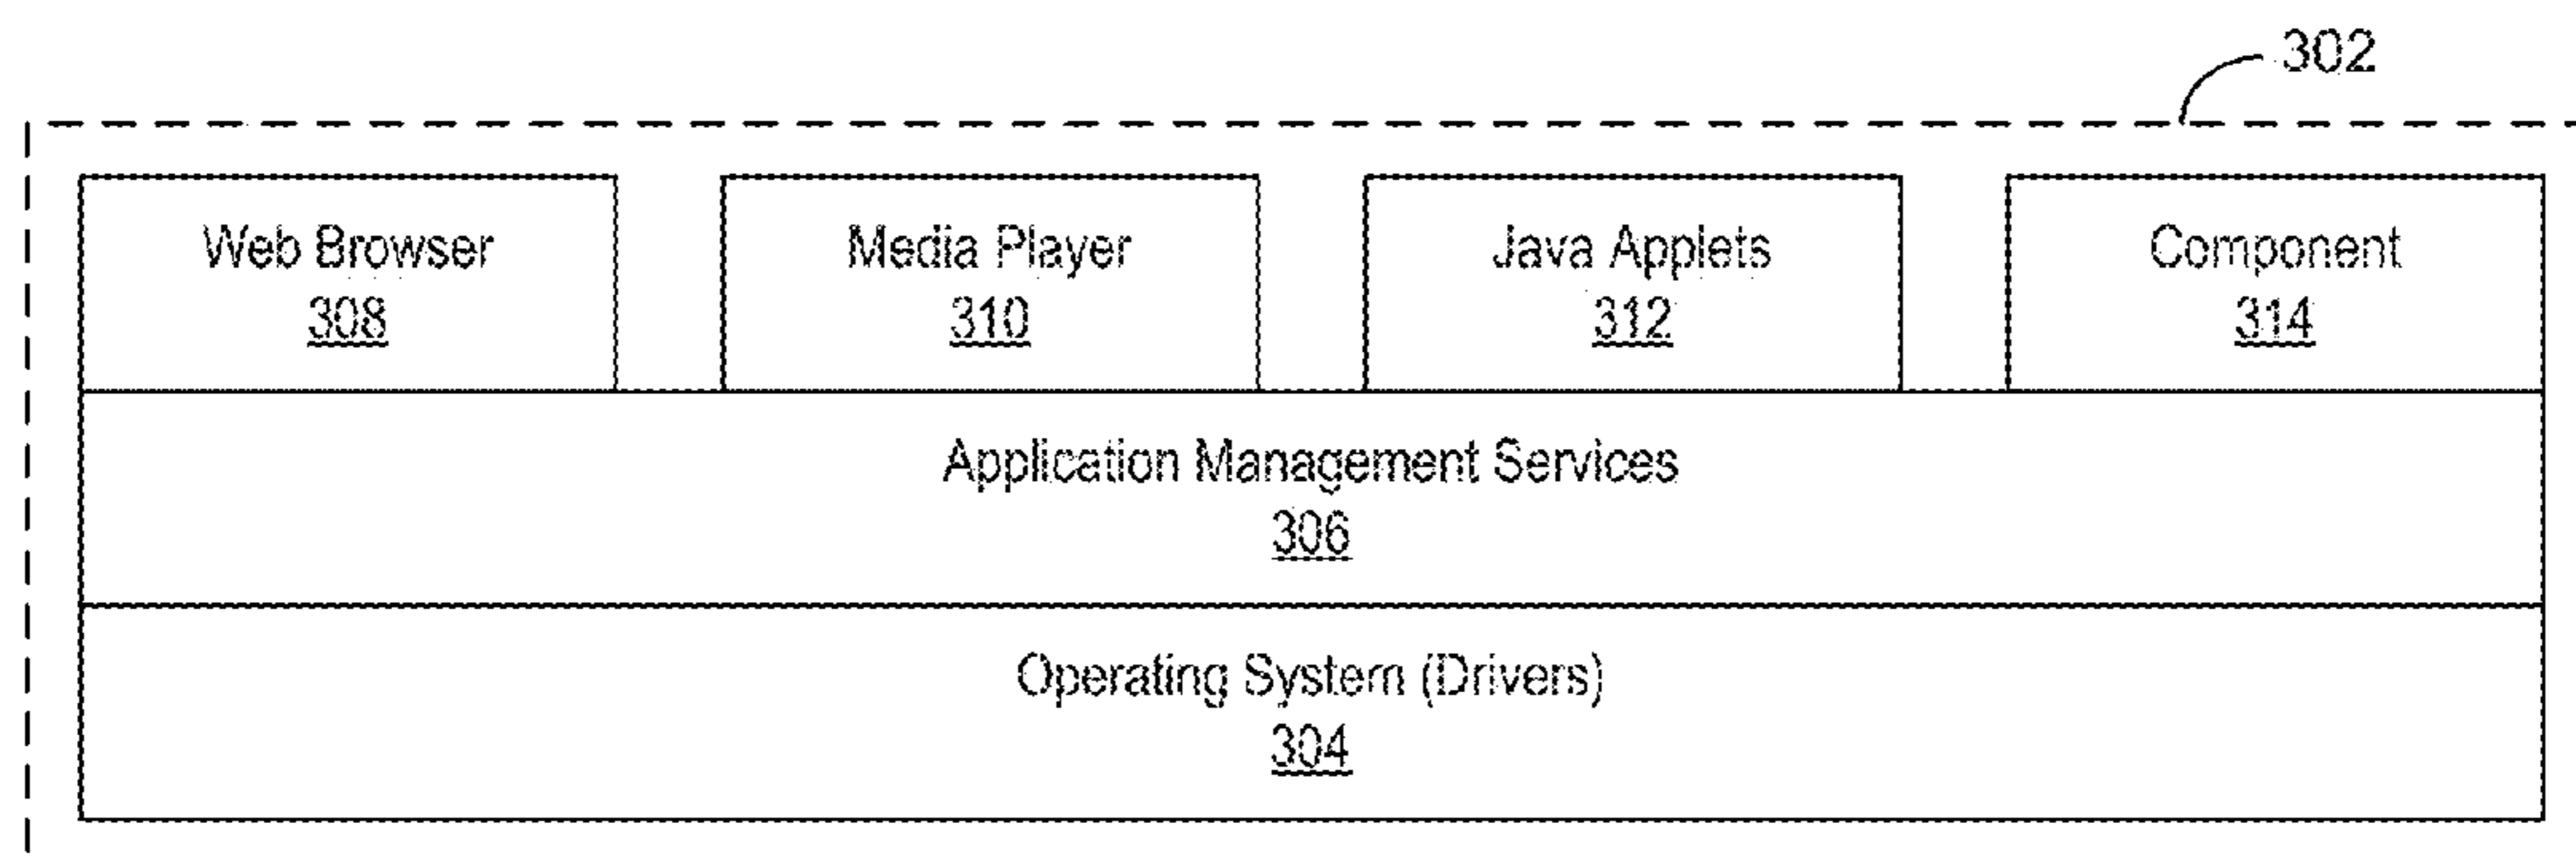 302
Web Browser
308
Media Player
310
Java Applets
312
Component
314
Application Management Services
306
Operating System (Drivers)
304